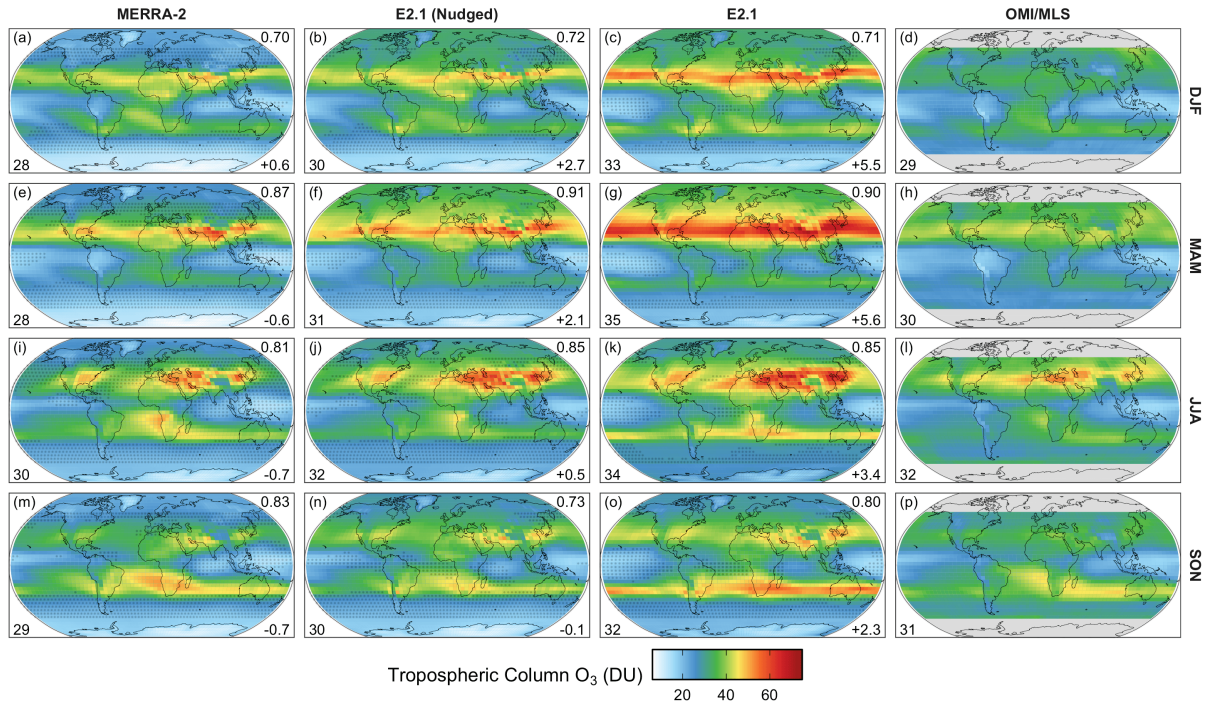 MERRA-2 E2.1 (Nudged) E2.1 OMI/MLS
(a) 0.70 (b) 0.72 (c) 0.71 (d)
DJF
28 +0.6 30 +2.7 33 +5.5 29
(e) 0.87 (f) 0.91 (g) 0.90 (h)
MAM
28 -0.6 31 +2.1 35 +5.6 30
(i) 0.81 (j) 0.85 (k) 0.85 (l)
JJA
30 -0.7 32 +0.5 34 +3.4 32
(m) 0.83 (n) 0.73 (o) 0.80 (p)
SON
29 -0.7 30 -0.1 32 +2.3 31
Tropospheric Column O₃ (DU)
20 40 60